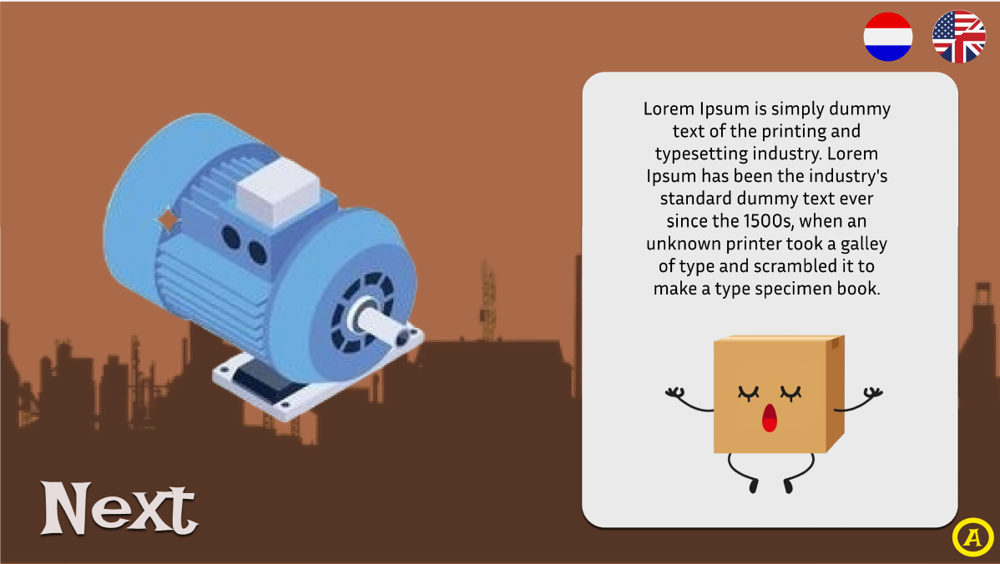 Lorem Ipsum is simply dummy
text of the printing and
typesetting industry. Lorem
Ipsum has been the industry's
standard dummy text ever
since the 1500s, when an
unknown printer took a galley
of type and scrambled it to
make a type specimen book.
Next
A